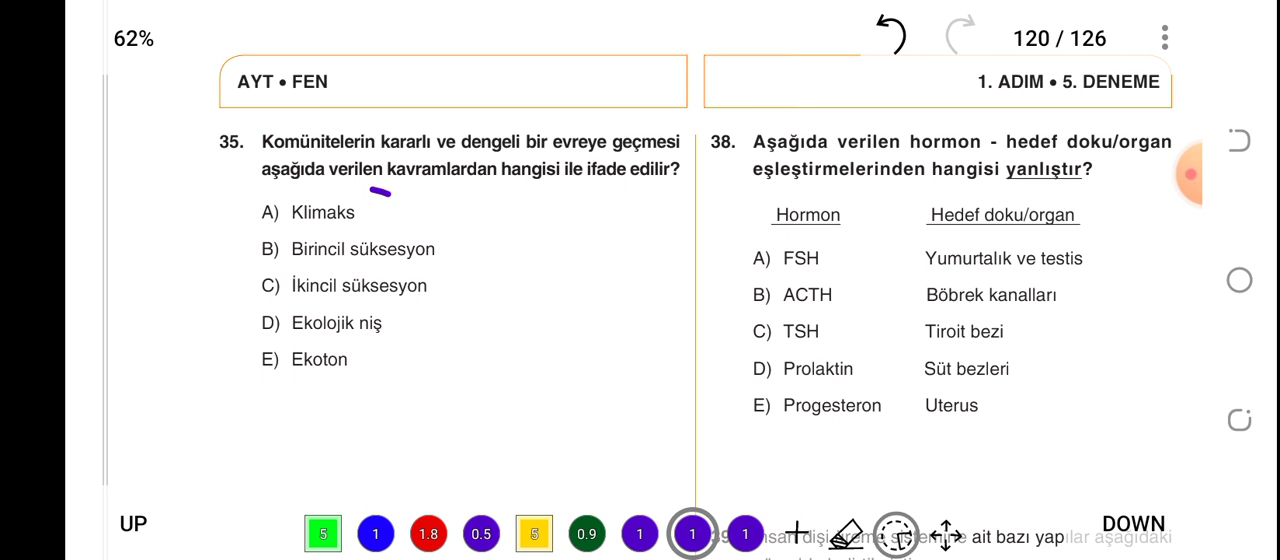 62%
120 / 126
AYT • FEN
1. ADIM • 5. DENEME
35. Komünitelerin kararlı ve dengeli bir evreye geçmesi
aşağıda verilen kavramlardan hangisi ile ifade edilir?
A) Klimaks
B) Birincil süksesyon
C) İkincil süksesyon
D) Ekolojik niş
E) Ekoton
38. Aşağıda verilen hormon - hedef doku/organ
eşleştirmelerinden hangisi yanlıştır?
Hormon Hedef doku/organ
A) FSH Yumurtalık ve testis
B) ACTH Böbrek kanalları
C) TSH Tiroit bezi
D) Prolaktin Süt bezleri
E) Progesteron Uterus
UP
5 1 1.8 0.5 5 0.9 1 1 1
dişi ait bazı yapılar aşağıdaki
DOWN